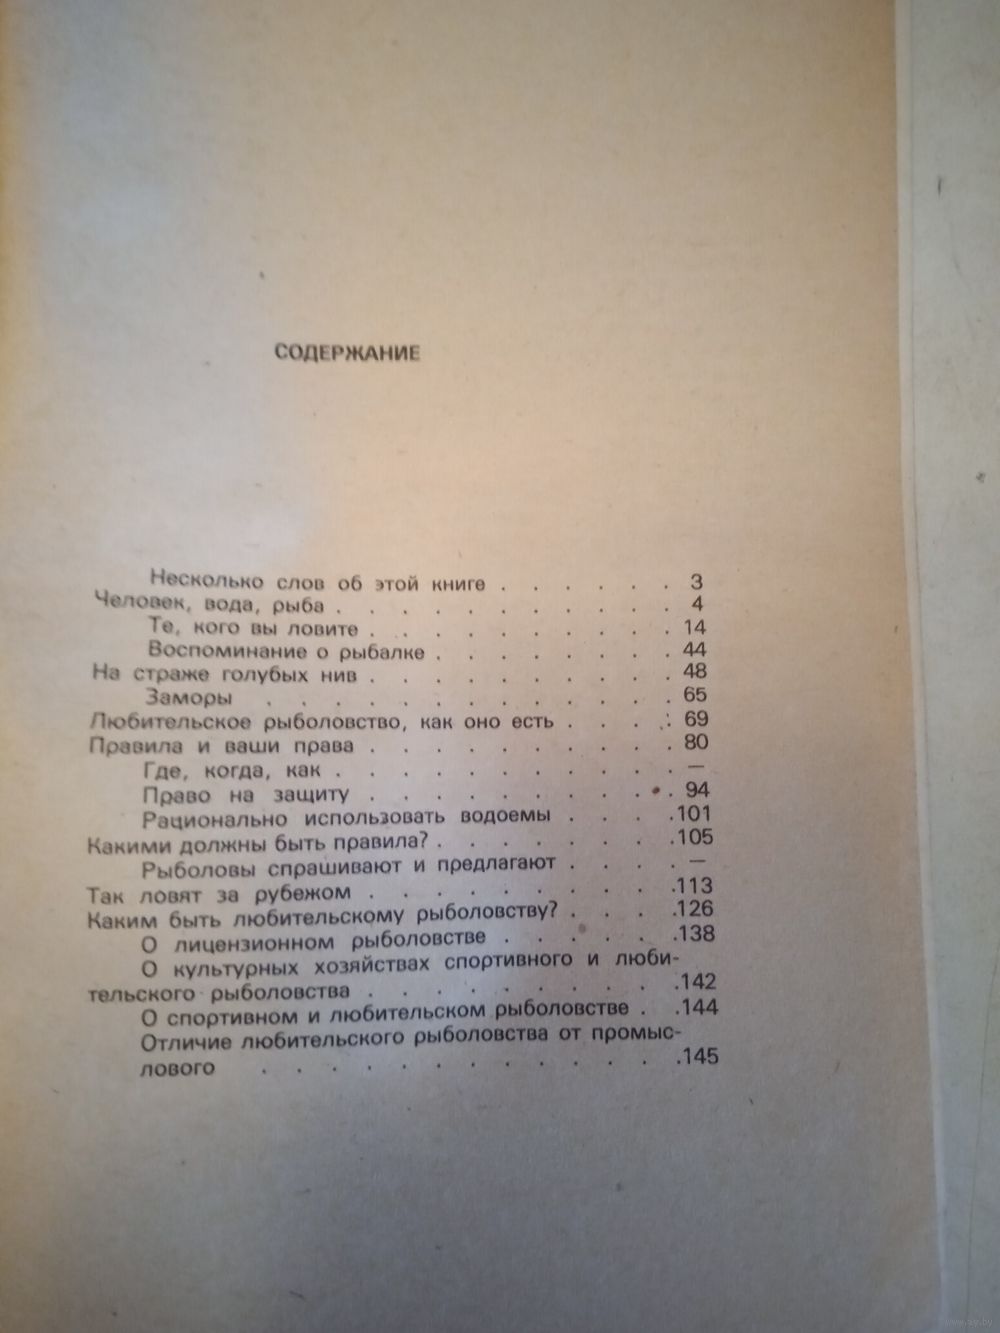 СОДЕРЖАНИЕ
Несколько слов об этой книге . . . . . . 3
Человек, вода, рыба . . . . . . . . . . . 4
Те, кого вы ловите . . . . . . . . . . 14
Воспоминание о рыбалке . . . . . . . . 44
На страже голубых нив . . . . . . . . . . 48
Заморы . . . . . . . . . . . . 65
Любительское рыболовство, как оно есть . . . . 69
Правила и ваши права . . . . . . . . . . 80
Где, когда, как . . . . . . . . . . . —
Право на защиту . . . . . . . . . . 94
Рационально использовать водоемы . . . . 101
Какими должны быть правила? . . . . . . . . 105
Рыболовы спрашивают и предлагают . . . . —
Так ловят за рубежом . . . . . . . . . . 113
Каким быть любительскому рыболовству? . . . . 126
О лицензионном рыболовстве . . . . . . 138
О культурных хозяйствах спортивного и люби-
тельского рыболовства . . . . . . . . . . 142
О спортивном и любительском рыболовстве . . 144
Отличие любительского рыболовства от промыс-
лового . . . . . . . . . . . . 145
www.ay.by